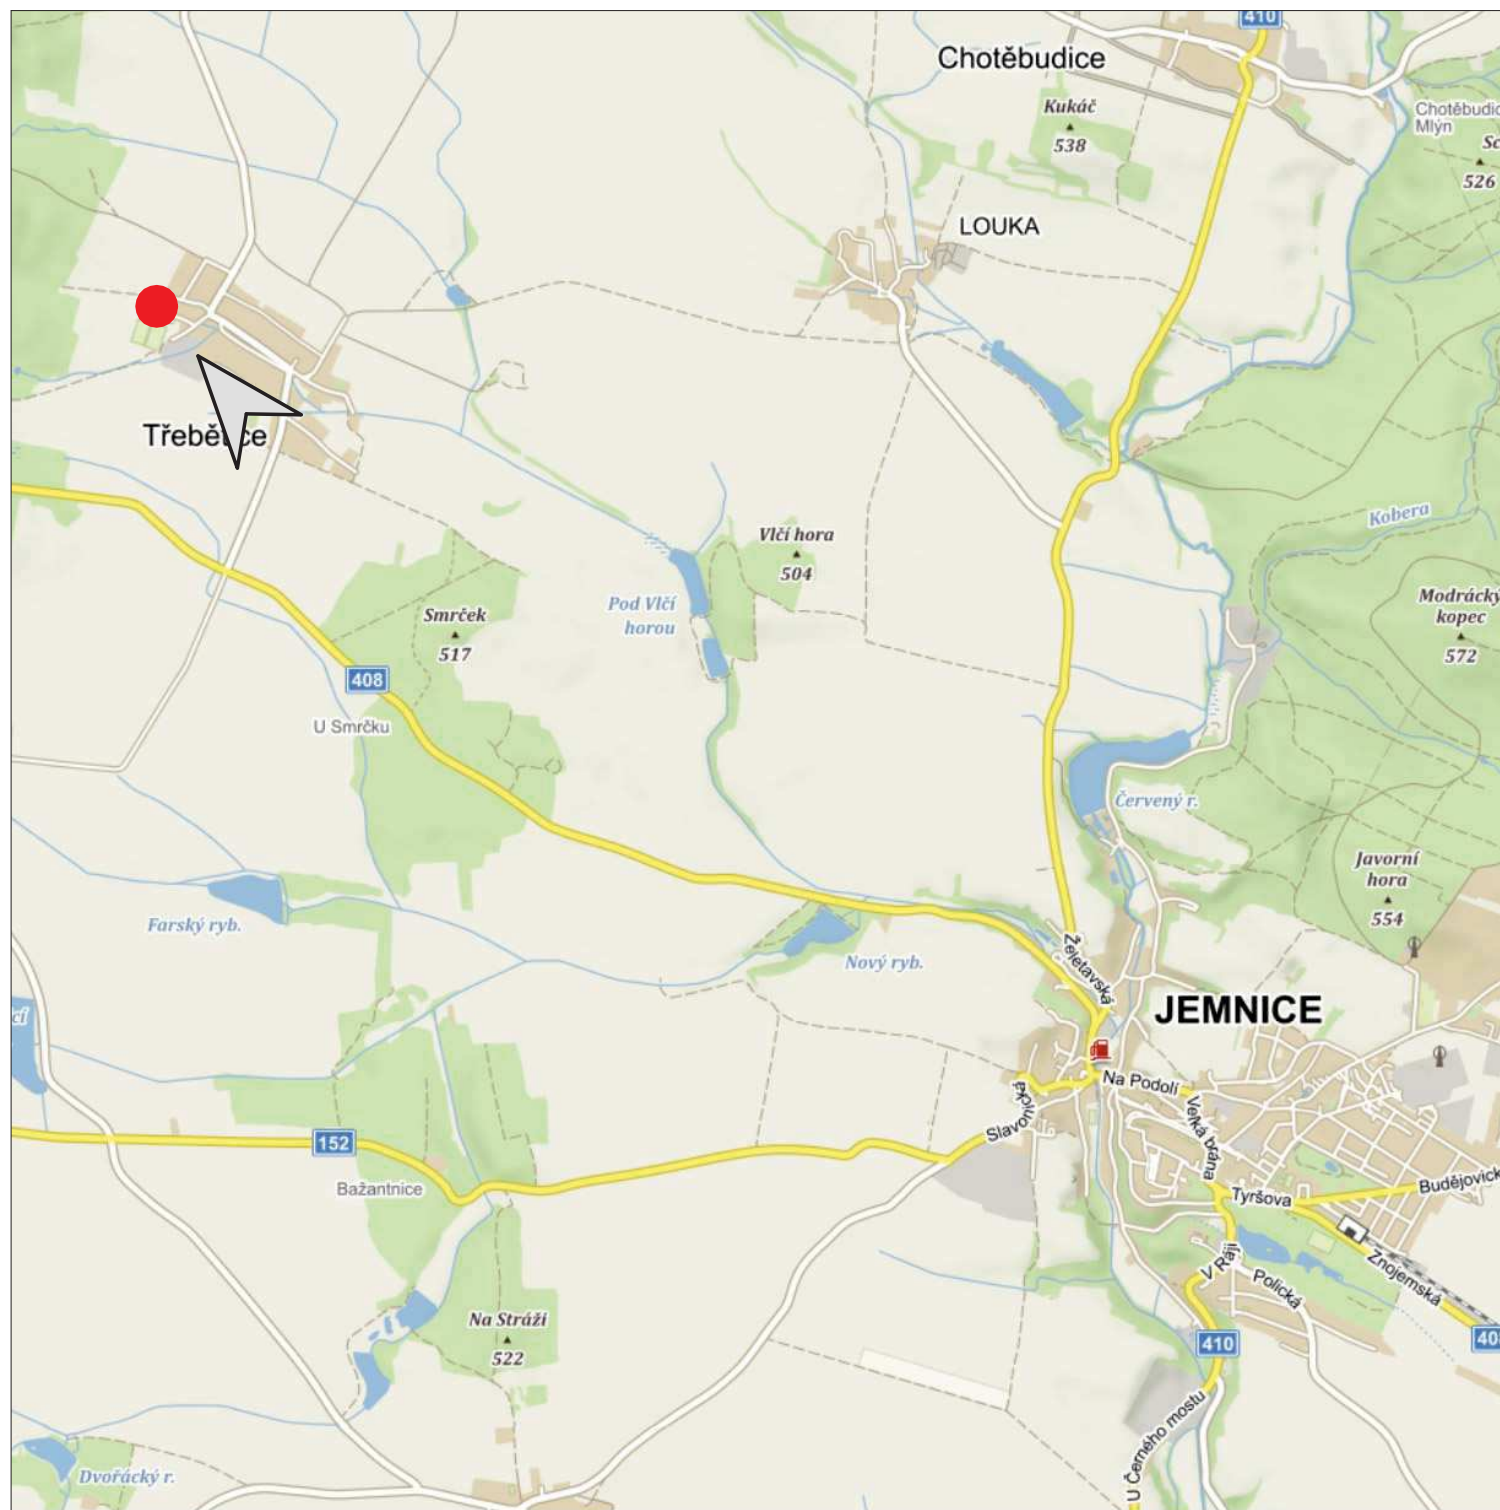 410
Chotěbudice
Kukáč
538
Chotěbudic
Mlýn
Sc
526
LOUKA
Kobera
Vlčí hora
504
Modrácký
kopec
572
Pod Vlčí
horou
Smrček
517
408
U Smrčku
Červený r.
Javorní
hora
554
Farský ryb.
Nový ryb.
Želetavská
JEMNICE
cí
Na Podolí
Velká brána
Slavonická
152
Bažantnice
Tyršova
Budějovick
V Ráji
Polická
Znojemská
Na Stráži
522
410
40
U Černého mostu
Dvořácký r.